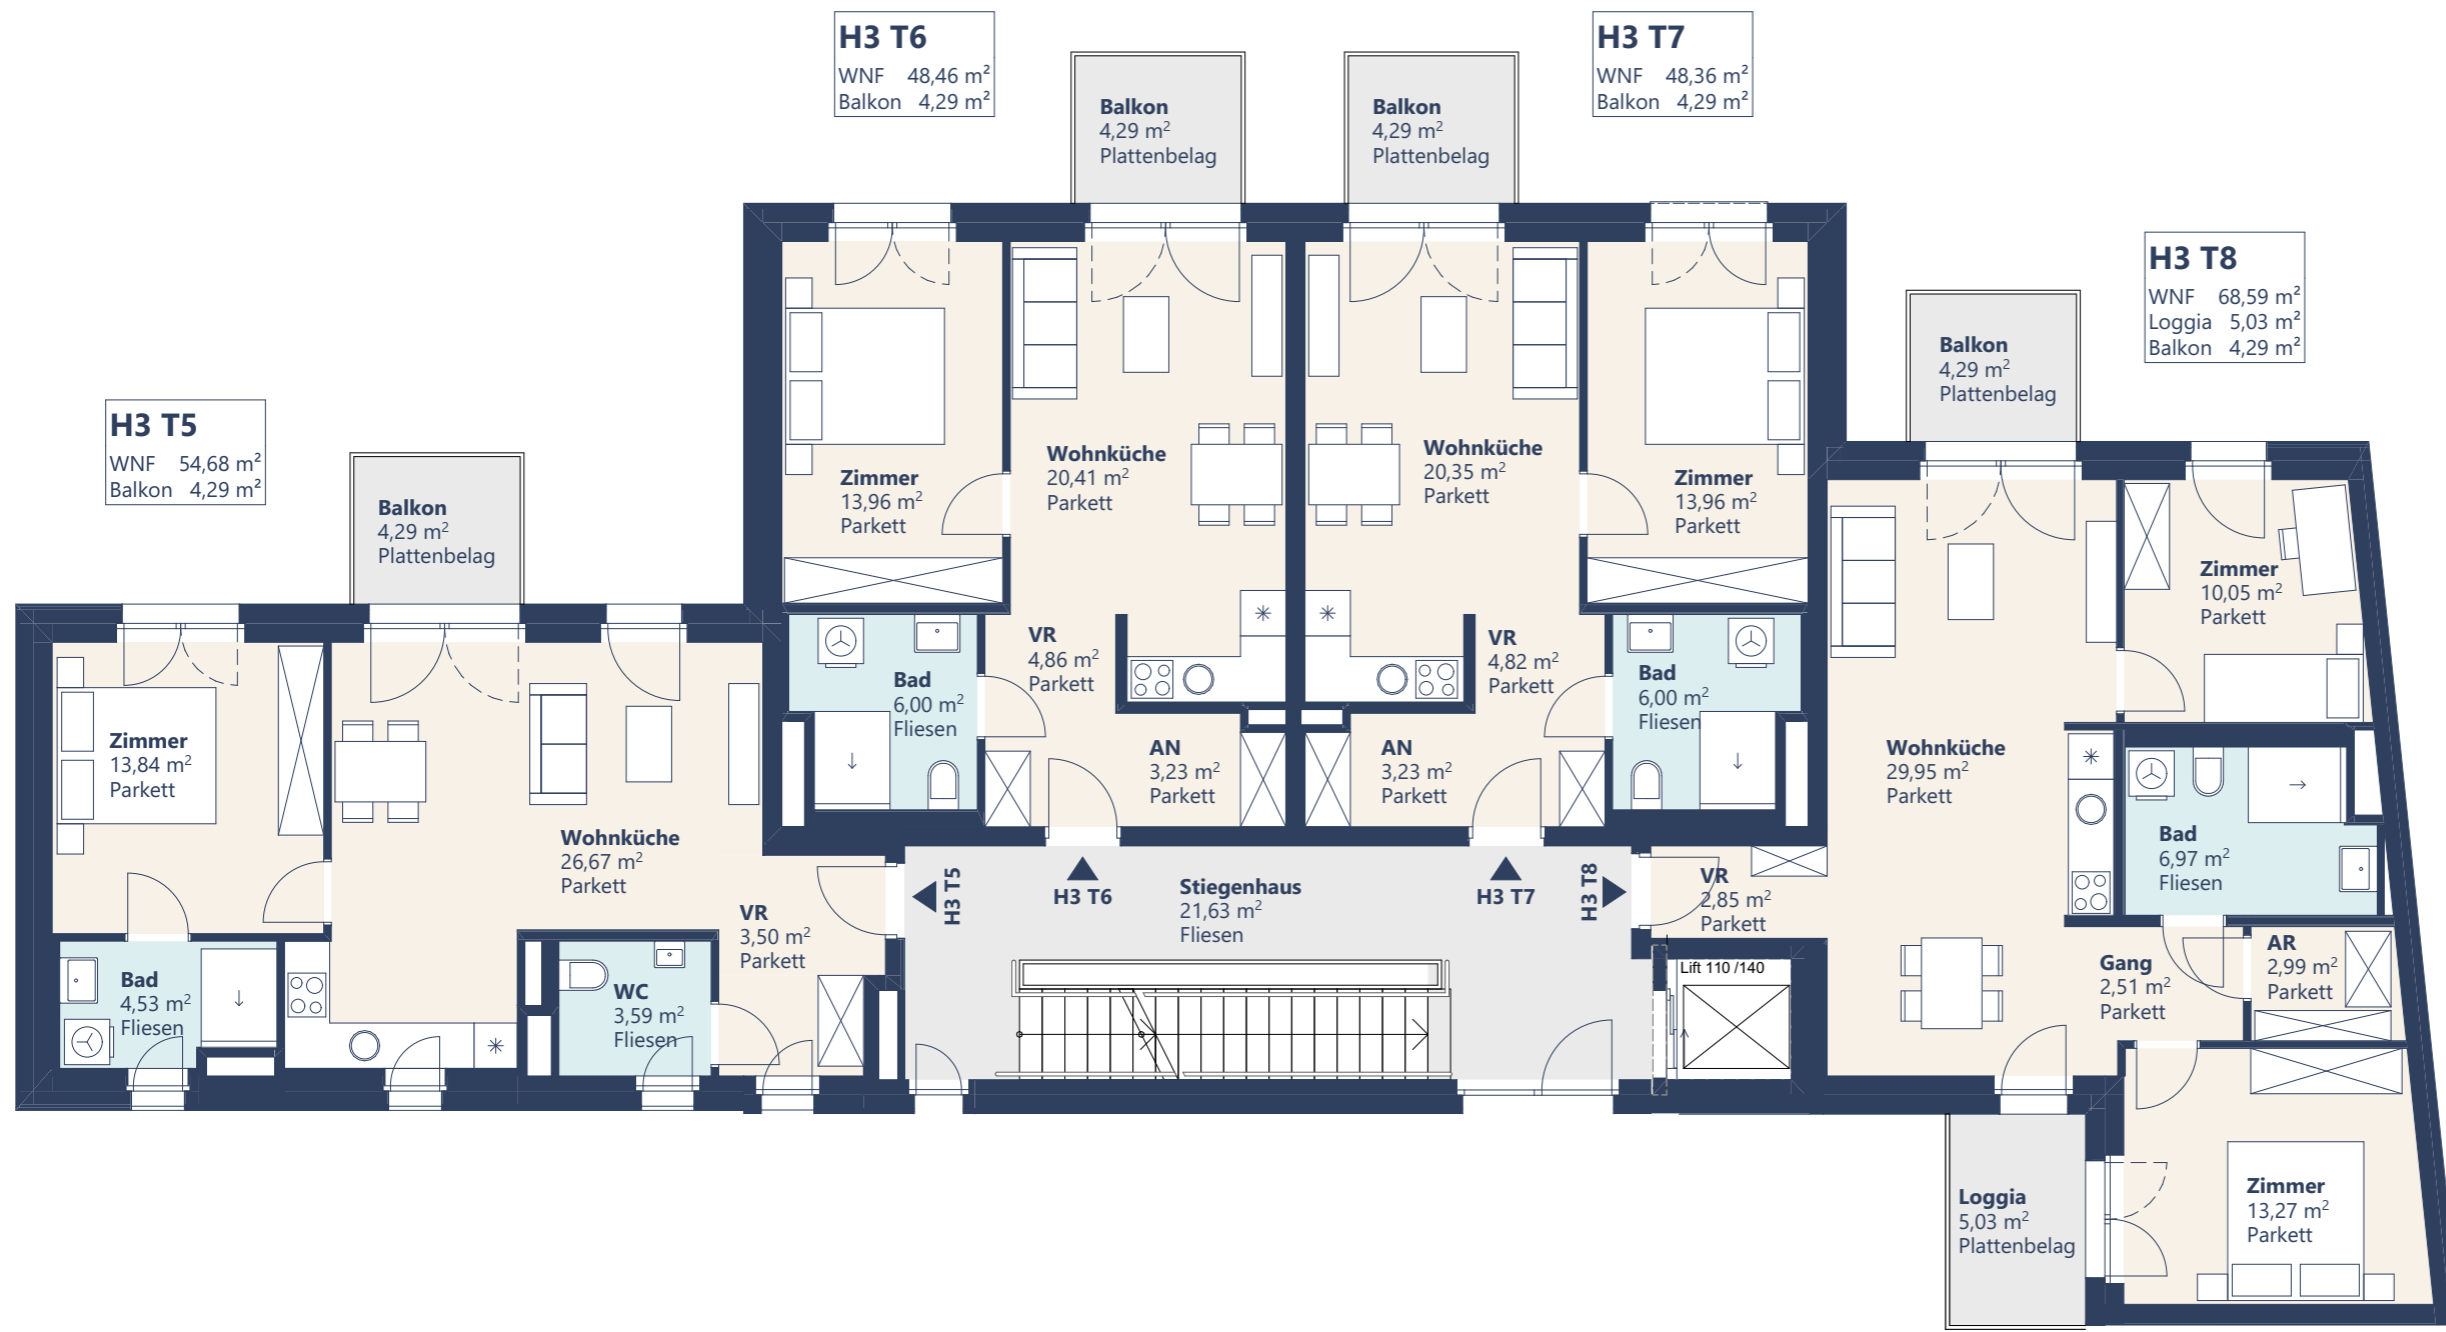 H3 T6
WNF 48,46 m²
Balkon 4,29 m²
H3 T7
WNF 48,36 m²
Balkon 4,29 m²
Balkon
4,29 m²
Plattenbelag
Balkon
4,29 m²
Plattenbelag
H3 T8
WNF 68,59 m²
Loggia 5,03 m²
Balkon 4,29 m²
Balkon
4,29 m²
Plattenbelag
H3 T5
WNF 54,68 m²
Balkon 4,29 m²
Balkon
4,29 m²
Plattenbelag
Zimmer
13,96 m²
Parkett
Wohnküche
20,41 m²
Parkett
Wohnküche
20,35 m²
Parkett
Zimmer
13,96 m²
Parkett
Zimmer
10,05 m²
Parkett
VR
4,86 m²
Parkett
VR
4,82 m²
Parkett
Bad
6,00 m²
Fliesen
Bad
6,00 m²
Fliesen
Zimmer
13,84 m²
Parkett
AN
3,23 m²
Parkett
AN
3,23 m²
Parkett
Wohnküche
29,95 m²
Parkett
Wohnküche
26,67 m²
Parkett
Bad
6,97 m²
Fliesen
H3 T5
H3 T6
Stiegenhaus
21,63 m²
Fliesen
H3 T7
H3 T8
VR
2,85 m²
Parkett
VR
3,50 m²
Parkett
Lift 110 /140
Gang
2,51 m²
Parkett
AR
2,99 m²
Parkett
Bad
4,53 m²
Fliesen
WC
3,59 m²
Fliesen
Loggia
5,03 m²
Plattenbelag
Zimmer
13,27 m²
Parkett